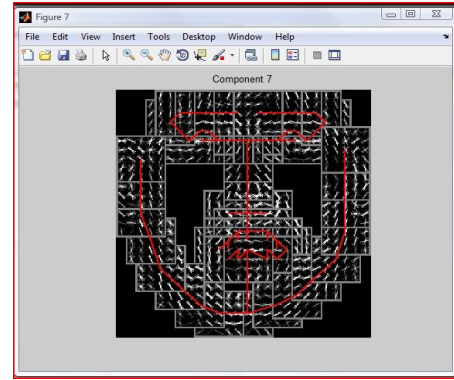 Figure 7
File Edit View Insert Tools Desktop Window Help
Component 7